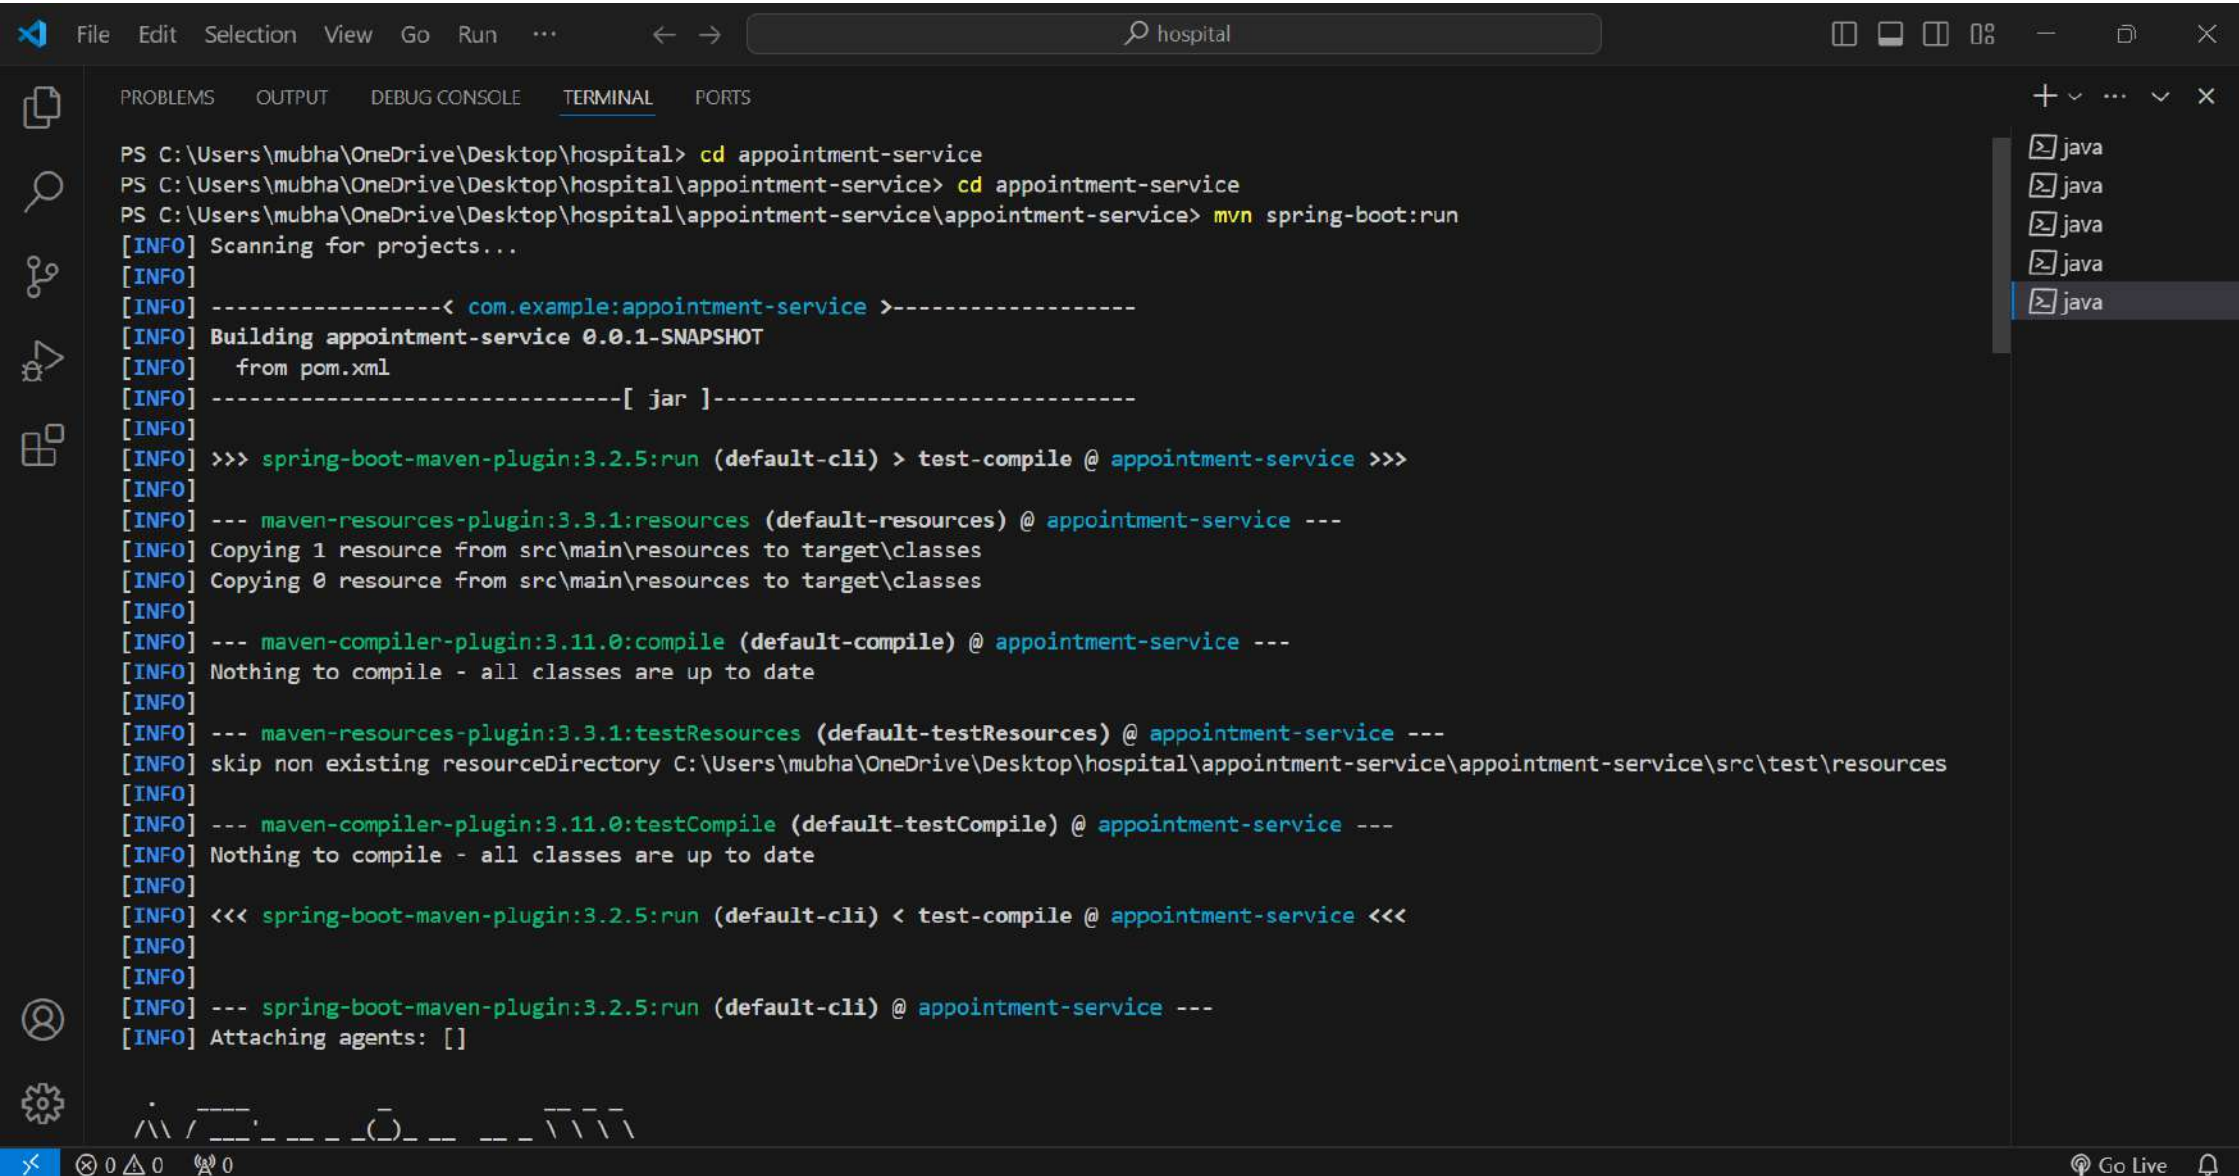 File Edit Selection View Go Run ··· ← → hospital
PROBLEMS OUTPUT DEBUG CONSOLE TERMINAL PORTS
PS C:\Users\mubha\OneDrive\Desktop\hospital> cd appointment-service
PS C:\Users\mubha\OneDrive\Desktop\hospital\appointment-service> cd appointment-service
PS C:\Users\mubha\OneDrive\Desktop\hospital\appointment-service\appointment-service> mvn spring-boot:run
[INFO] Scanning for projects...
[INFO]
[INFO] ------------------< com.example:appointment-service >-------------------
[INFO] Building appointment-service 0.0.1-SNAPSHOT
[INFO]   from pom.xml
[INFO] --------------------------------[ jar ]---------------------------------
[INFO]
[INFO] >>> spring-boot-maven-plugin:3.2.5:run (default-cli) > test-compile @ appointment-service >>>
[INFO]
[INFO] --- maven-resources-plugin:3.3.1:resources (default-resources) @ appointment-service ---
[INFO] Copying 1 resource from src\main\resources to target\classes
[INFO] Copying 0 resource from src\main\resources to target\classes
[INFO]
[INFO] --- maven-compiler-plugin:3.11.0:compile (default-compile) @ appointment-service ---
[INFO] Nothing to compile - all classes are up to date
[INFO]
[INFO] --- maven-resources-plugin:3.3.1:testResources (default-testResources) @ appointment-service ---
[INFO] skip non existing resourceDirectory C:\Users\mubha\OneDrive\Desktop\hospital\appointment-service\appointment-service\src\test\resources
[INFO]
[INFO] --- maven-compiler-plugin:3.11.0:testCompile (default-testCompile) @ appointment-service ---
[INFO] Nothing to compile - all classes are up to date
[INFO]
[INFO] <<< spring-boot-maven-plugin:3.2.5:run (default-cli) < test-compile @ appointment-service <<<
[INFO]
[INFO]
[INFO] --- spring-boot-maven-plugin:3.2.5:run (default-cli) @ appointment-service ---
[INFO] Attaching agents: []
  .   ____          _            __ _ _
 /\\ / ___'_ __ _ _(_)_ __  __ _ \ \ \ \
java
java
java
java
java
0 0 0
Go Live